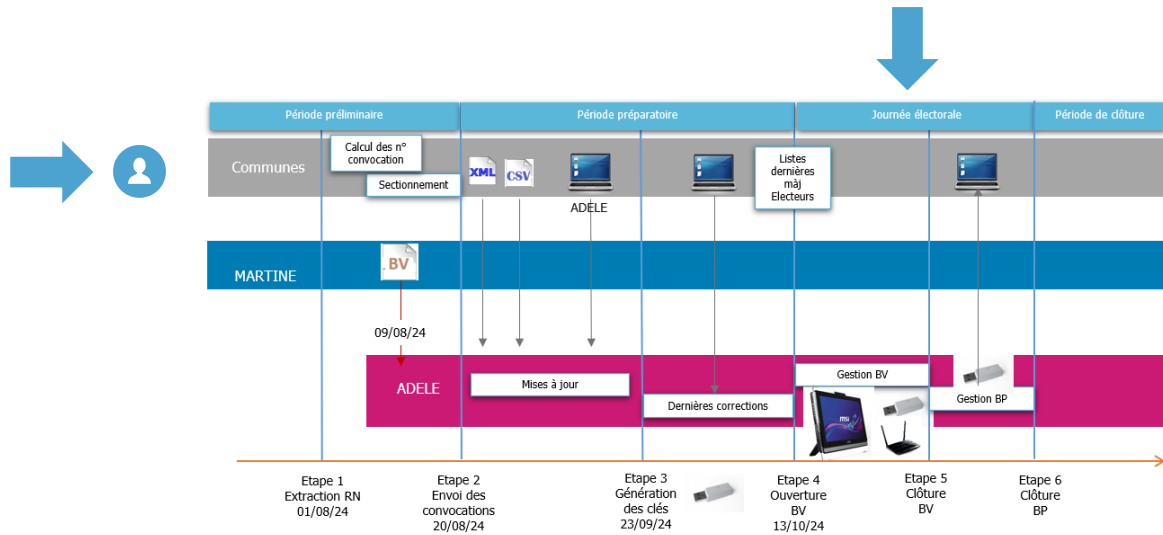 Période préliminaire
Période préparatoire
Journée électorale
Période de clôture
Communes
Calcul des n°
convocation
Sectionnement
XML
CSV
ADELE
Listes
dernières
màj
Electeurs
MARTINE
.BV
09/08/24
ADELE
Mises à jour
Dernières corrections
Gestion BV
msi
Gestion BP
Etape 1
Extraction RN
01/08/24
Etape 2
Envoi des
convocations
20/08/24
Etape 3
Génération
des clés
23/09/24
Etape 4
Ouverture
BV
13/10/24
Etape 5
Clôture
BV
Etape 6
Clôture
BP